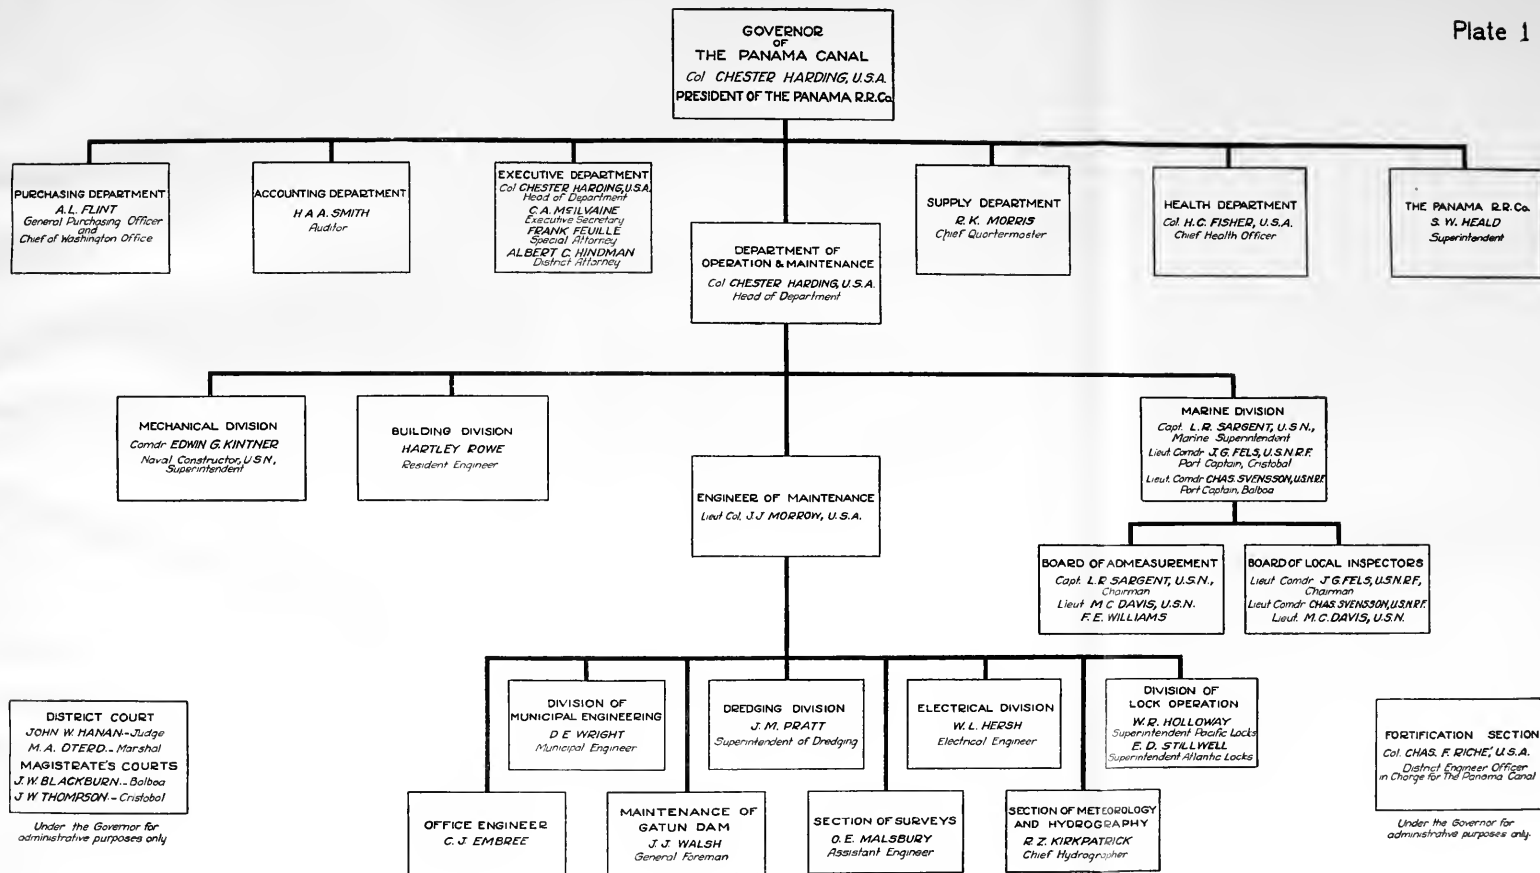 Plate 1
GOVERNOR
OF
THE PANAMA CANAL
Col CHESTER HARDING, U.S.A.
PRESIDENT OF THE PANAMA R.R.Co.
PURCHASING DEPARTMENT
A.L. FLINT
General Purchasing Officer
and
Chief of Washington Office
ACCOUNTING DEPARTMENT
H A A. SMITH
Auditor
EXECUTIVE DEPARTMENT
Col CHESTER HARDING, U.S.A.
Head of Department
C.A. McILVAINE
Executive Secretary
FRANK FEUILLE
Special Attorney
ALBERT C. HINDMAN
District Attorney
DEPARTMENT OF
OPERATION & MAINTENANCE
Col CHESTER HARDING, U.S.A.
Head of Department
SUPPLY DEPARTMENT
R.K. MORRIS
Chief Quartermaster
HEALTH DEPARTMENT
Col. H.C. FISHER, U.S.A.
Chief Health Officer
THE PANAMA R.R.Co.
S. W. HEALD
Superintendent
MECHANICAL DIVISION
Comdr EDWIN G. KINTNER
Naval Constructor, U S N,
Superintendent
BUILDING DIVISION
HARTLEY ROWE
Resident Engineer
ENGINEER OF MAINTENANCE
Lieut Col. J.J MORROW, U.S.A.
MARINE DIVISION
Capt. L.R. SARGENT, U.S.N.,
Marine Superintendent
Lieut Comdr J.G. FELS, U.S.N.R.F.
Port Captain, Cristobal
Lieut. Comdr CHAS. SVENSSON, U.S.N.R.F.
Port Captain, Balboa
BOARD OF ADMEASUREMENT
Capt. L.R SARGENT, U.S.N.,
Chairman
Lieut M C DAVIS, U.S.N.
F.E. WILLIAMS
BOARD OF LOCAL INSPECTORS
Lieut Comdr J G. FELS, U.S.N.R.F,
Chairman
Lieut Comdr CHAS. SVENSSON, U.S.N.R.F.
Lieut. M.C. DAVIS, U.S.N.
DIVISION OF
MUNICIPAL ENGINEERING
D E WRIGHT
Municipal Engineer
DREDGING DIVISION
J. M. PRATT
Superintendent of Dredging
ELECTRICAL DIVISION
W. L. HERSH
Electrical Engineer
DIVISION OF
LOCK OPERATION
W.R. HOLLOWAY
Superintendent Pacific Locks
E. D. STILLWELL
Superintendent Atlantic Locks
OFFICE ENGINEER
C. J EMBREE
MAINTENANCE OF
GATUN DAM
J. J. WALSH
General Foreman
SECTION OF SURVEYS
O. E. MALSBURY
Assistant Engineer
SECTION OF METEOROLOGY
AND HYDROGRAPHY
R. Z. KIRKPATRICK
Chief Hydrographer
DISTRICT COURT
JOHN W. HANAN--Judge
M. A. OTERO.- Marshal
MAGISTRATE'S COURTS
J. W. BLACKBURN.-- Balboa
J W THOMPSON.-- Cristobal
Under the Governor for
administrative purposes only
FORTIFICATION SECTION
Col. CHAS. F. RICHÉ, U.S.A.
District Engineer Officer
in Charge for The Panama Canal
Under the Governor for
administrative purposes only.